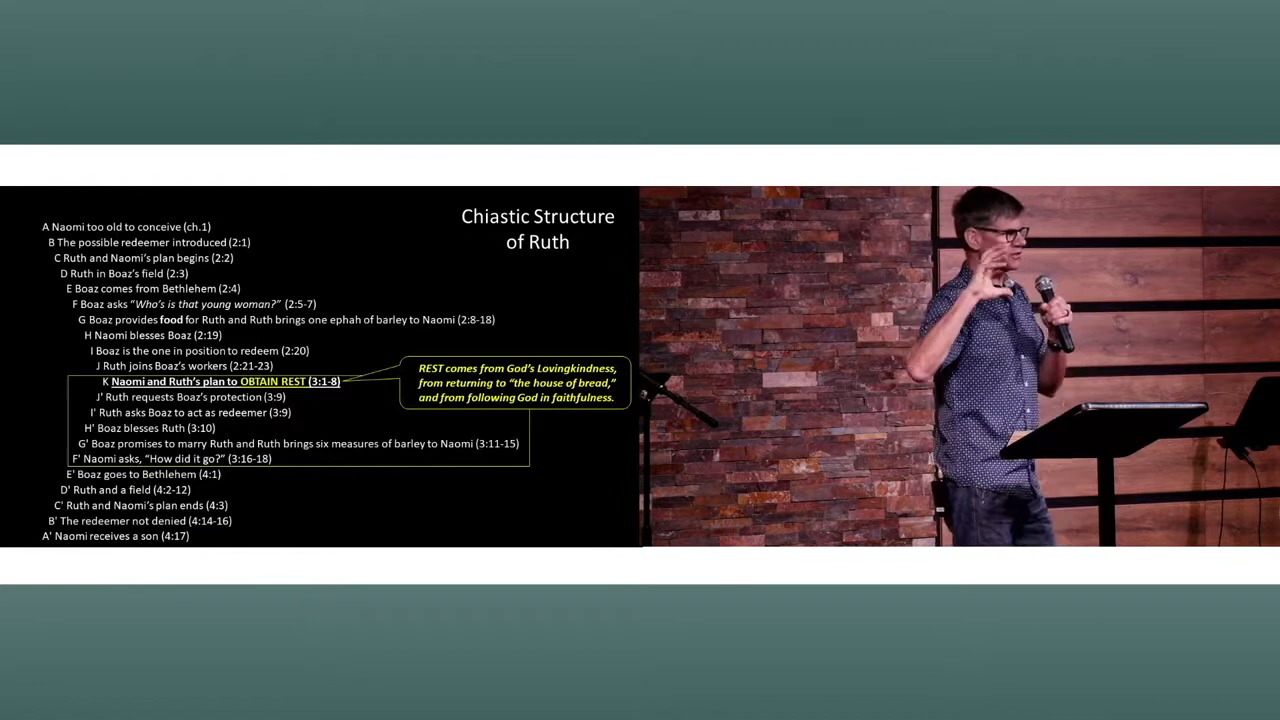 Chiastic Structure
of Ruth
A Naomi too old to conceive (ch.1)
B The possible redeemer introduced (2:1)
C Ruth and Naomi's plan begins (2:2)
D Ruth in Boaz's field (2:3)
E Boaz comes from Bethlehem (2:4)
F Boaz asks “Who's is that young woman?” (2:5-7)
G Boaz provides food for Ruth and Ruth brings one ephah of barley to Naomi (2:8-18)
H Naomi blesses Boaz (2:19)
I Boaz is the one in position to redeem (2:20)
J Ruth joins Boaz's workers (2:21-23)
K Naomi and Ruth's plan to OBTAIN REST (3:1-8)
REST comes from God's Lovingkindness,
from returning to “the house of bread,”
and from following God in faithfulness.
J' Ruth requests Boaz's protection (3:9)
I' Ruth asks Boaz to act as redeemer (3:9)
H' Boaz blesses Ruth (3:10)
G' Boaz promises to marry Ruth and Ruth brings six measures of barley to Naomi (3:11-15)
F' Naomi asks, “How did it go?” (3:16-18)
E' Boaz goes to Bethlehem (4:1)
D' Ruth and a field (4:2-12)
C' Ruth and Naomi's plan ends (4:3)
B' The redeemer not denied (4:14-16)
A' Naomi receives a son (4:17)